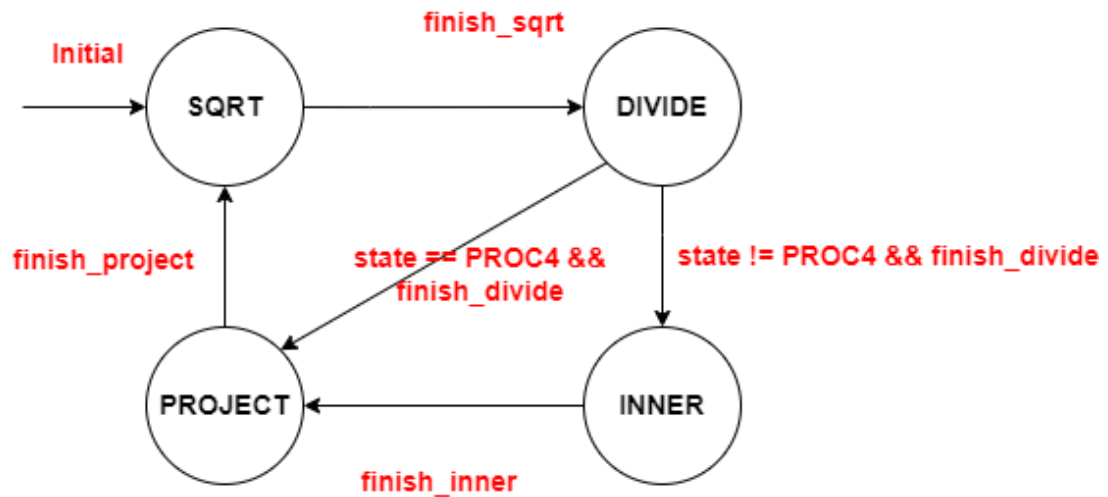 finish_sqrt
Initial
SQRT
DIVIDE
finish_project
state == PROC4 &&
finish_divide
state != PROC4 && finish_divide
PROJECT
INNER
finish_inner